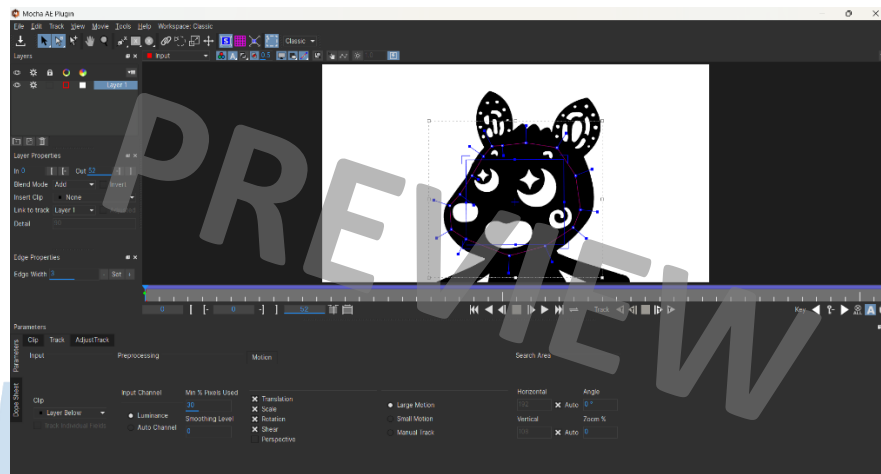 Mocha AE Plugin
File Edit Track View Movie Tools Help Workspace: Classic
Classic
Layers
Input
0.5
Layer 1
Layer Properties
In 0 Out 52
Blend Mode Add Invert
Insert Clip None
Link to track Layer 1
Detail
Edge Properties
Edge Width 3 Set
PREVIEW
0 0 52 Track Key
Parameters
Clip Track AdjustTrack
Parameters
Dope Sheet
Input Preprocessing Motion Search Area
Input Channel Min % Pixels Used Horizontal Angle
Clip 30 Translation Auto 0°
Layer Below Luminance Smoothing Level Scale Large Motion
Track Individual Fields Auto Channel 0 Rotation Small Motion Vertical Zoom %
Shear Manual Track Auto 0
Perspective